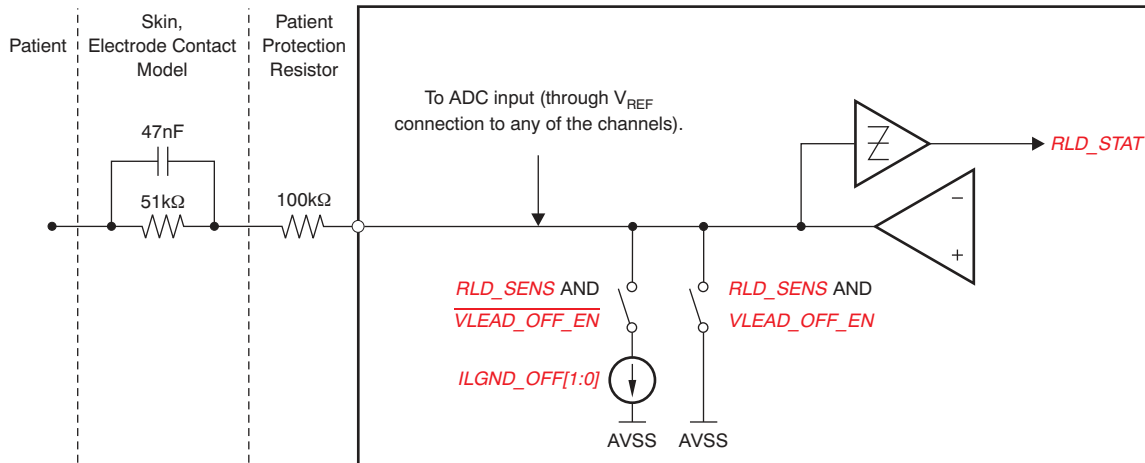 Patient
Skin,
Electrode Contact
Model
Patient
Protection
Resistor
47nF
51kΩ
100kΩ
To ADC input (through VREF
connection to any of the channels).
RLD_STAT
−
+
RLD_SENS AND
VLEAD_OFF_EN
RLD_SENS AND
VLEAD_OFF_EN
ILGND_OFF[1:0]
AVSS
AVSS